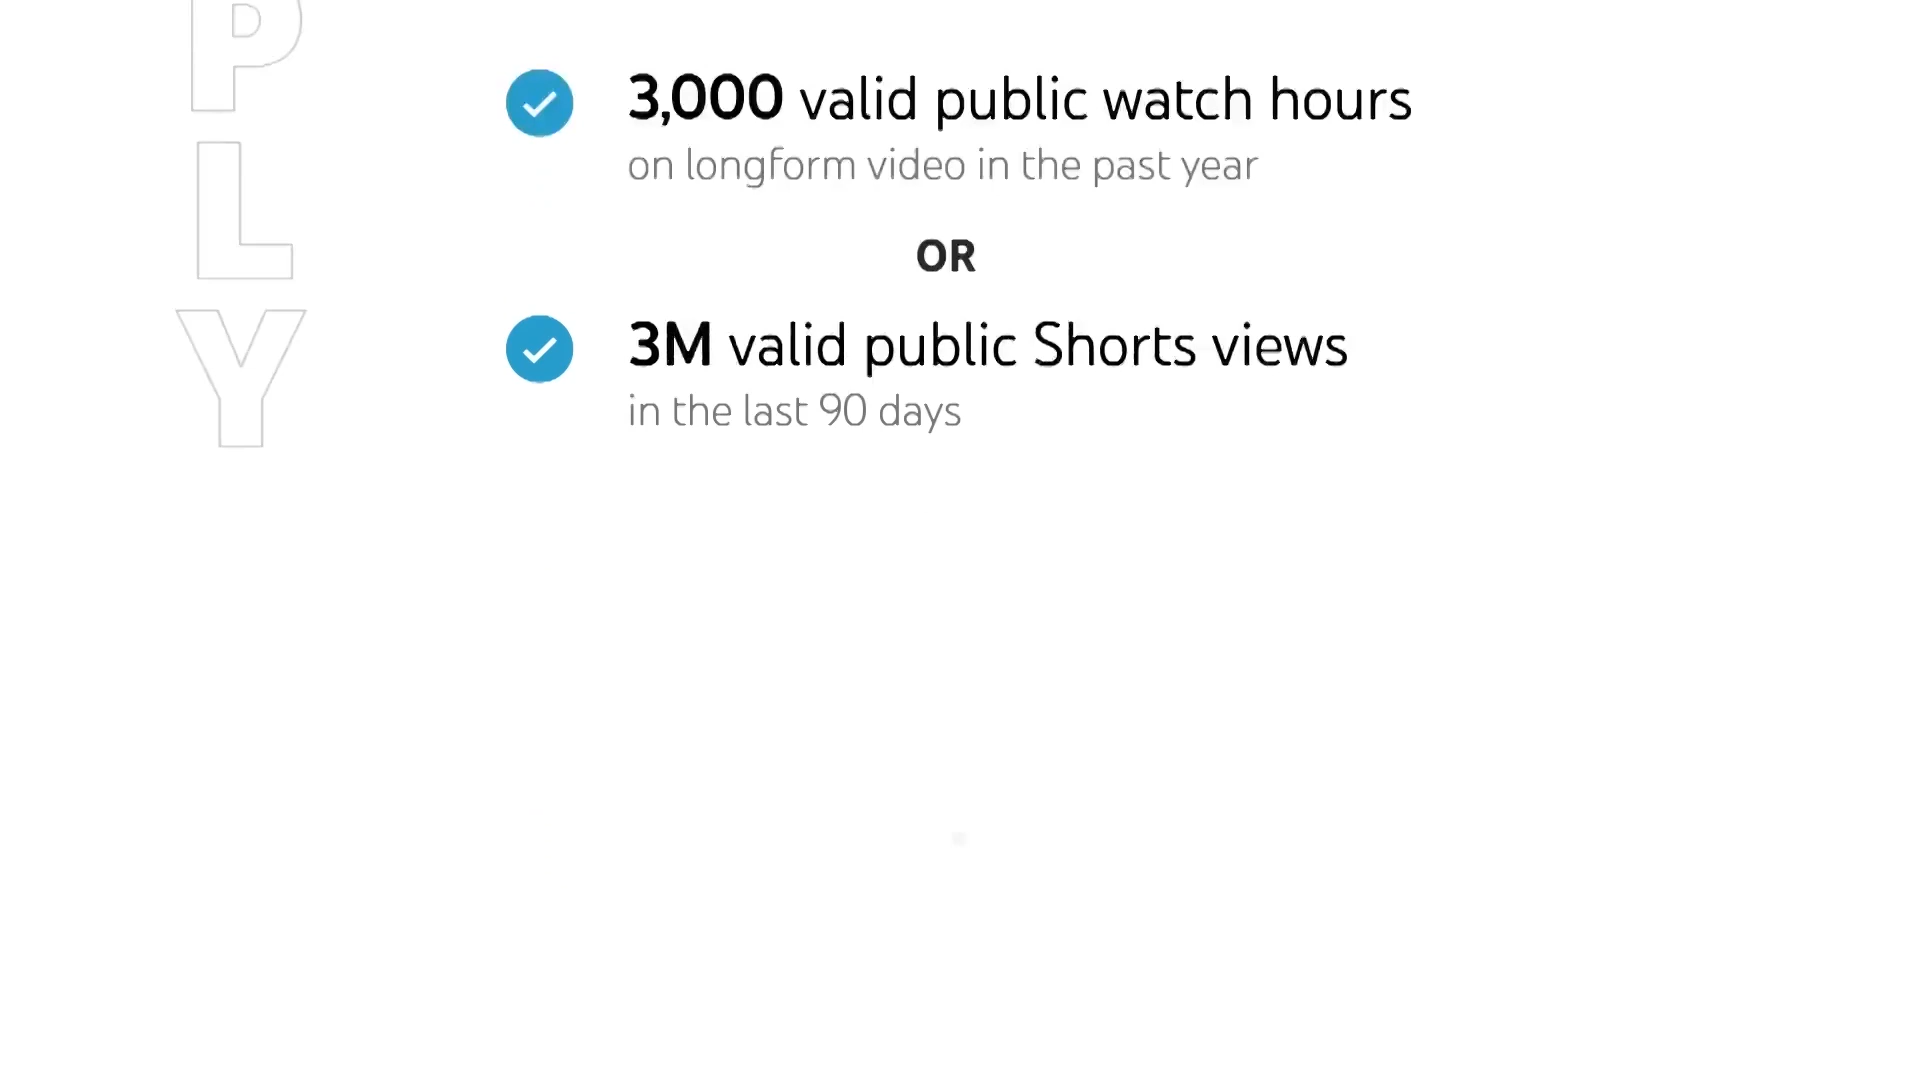 P
L
Y
3,000 valid public watch hours
on longform video in the past year
OR
3M valid public Shorts views
in the last 90 days